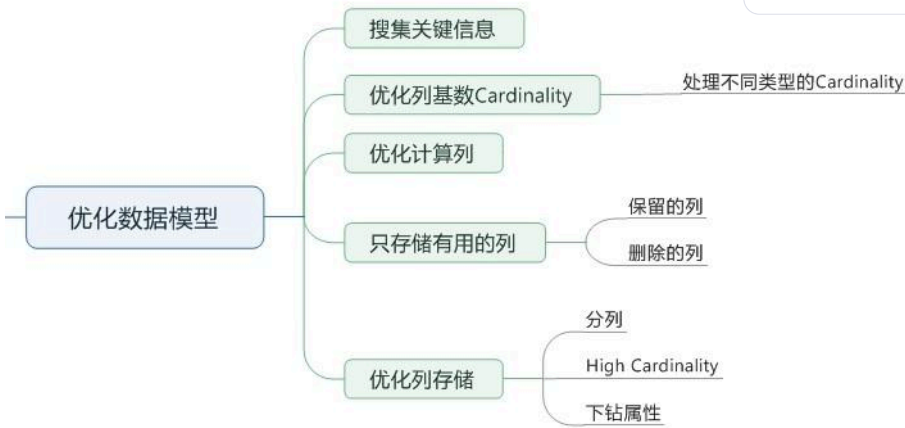 搜集关键信息
优化列基数Cardinality
处理不同类型的Cardinality
优化计算列
优化数据模型
只存储有用的列
保留的列
删除的列
优化列存储
分列
High Cardinality
下钻属性